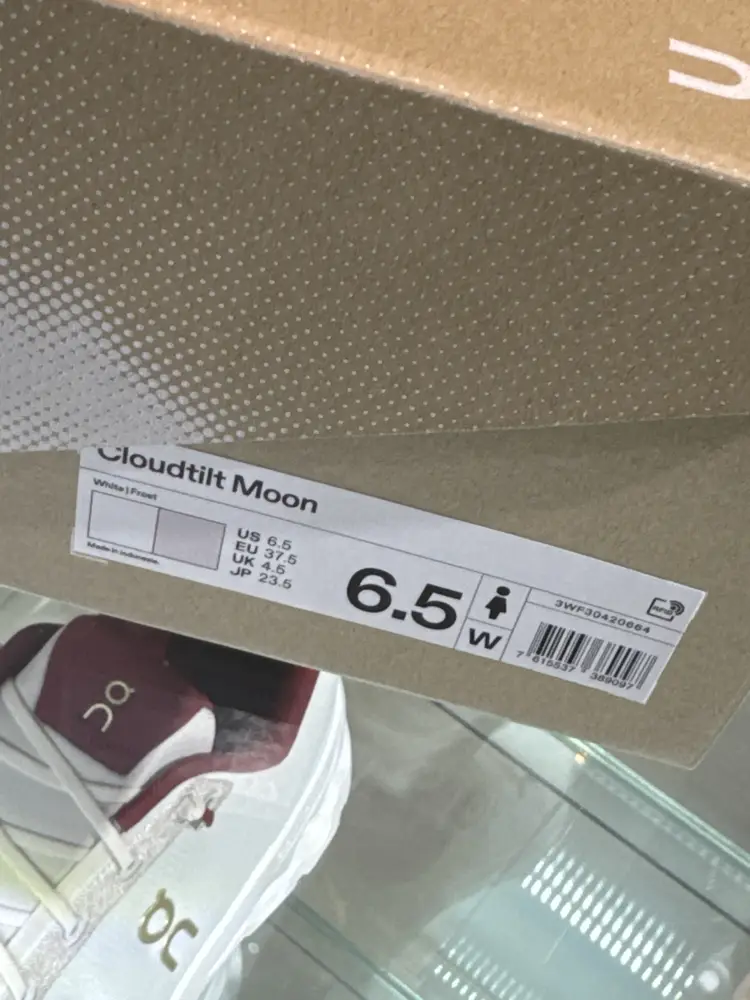 Cloudtilt Moon
White | Frost
Made in Indonesia.
US 6.5
EU 37.5
UK 4.5
JP 23.5
6.5
W
3WF30420664
RFID
7 615537 389097